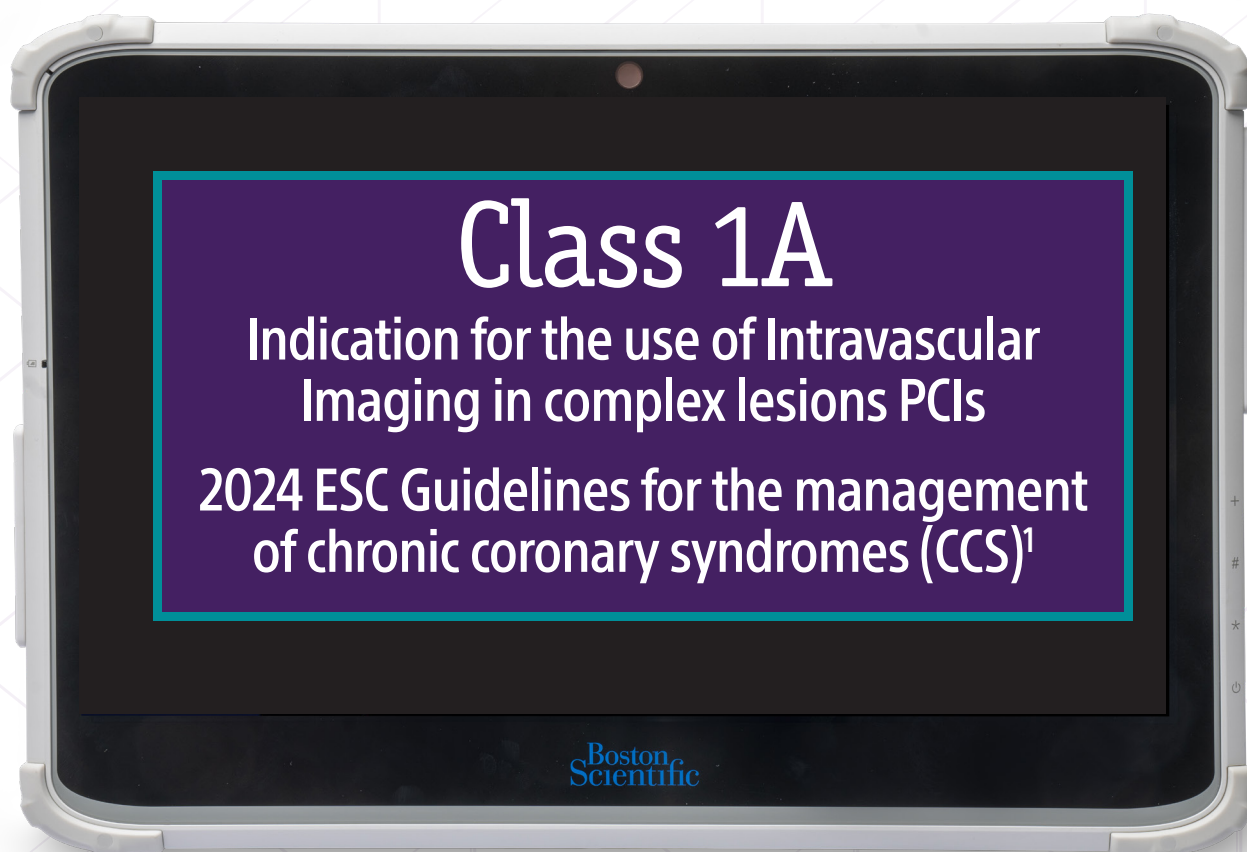 Class 1A
Indication for the use of Intravascular
Imaging in complex lesions PCIs
2024 ESC Guidelines for the management
of chronic coronary syndromes (CCS)¹
+
#
*
Boston
Scientific